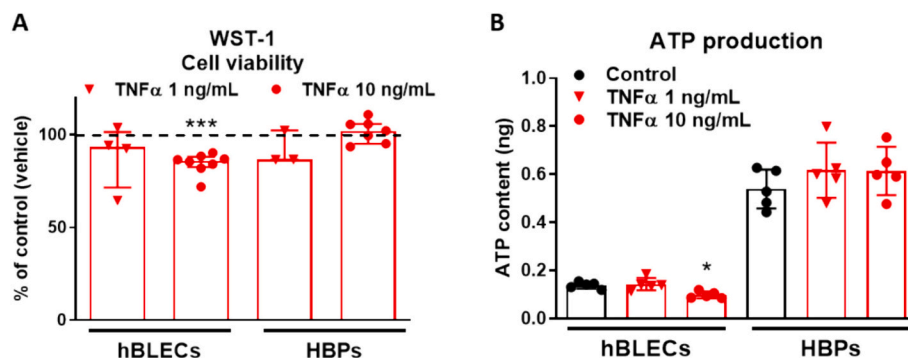 A
WST-1
Cell viability
TNFα 1 ng/mL
TNFα 10 ng/mL
% of control (vehicle)
100
50
0
***
hBLECs
HBPs
B
ATP production
Control
TNFα 1 ng/mL
TNFα 10 ng/mL
ATP content (ng)
1.0
0.8
0.6
0.4
0.2
0.0
*
hBLECs
HBPs